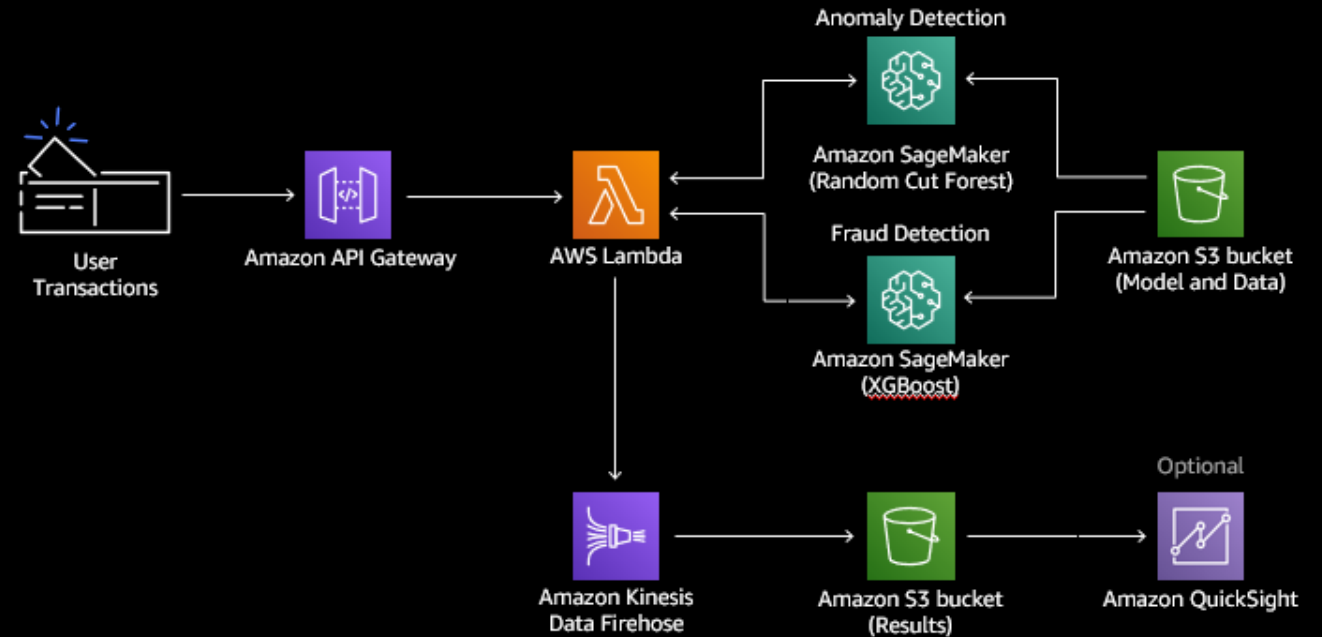 Anomaly Detection
Amazon SageMaker
(Random Cut Forest)
User
Transactions
Amazon API Gateway
AWS Lambda
Fraud Detection
Amazon SageMaker
(XGBoost)
Amazon S3 bucket
(Model and Data)
Optional
Amazon Kinesis
Data Firehose
Amazon S3 bucket
(Results)
Amazon QuickSight